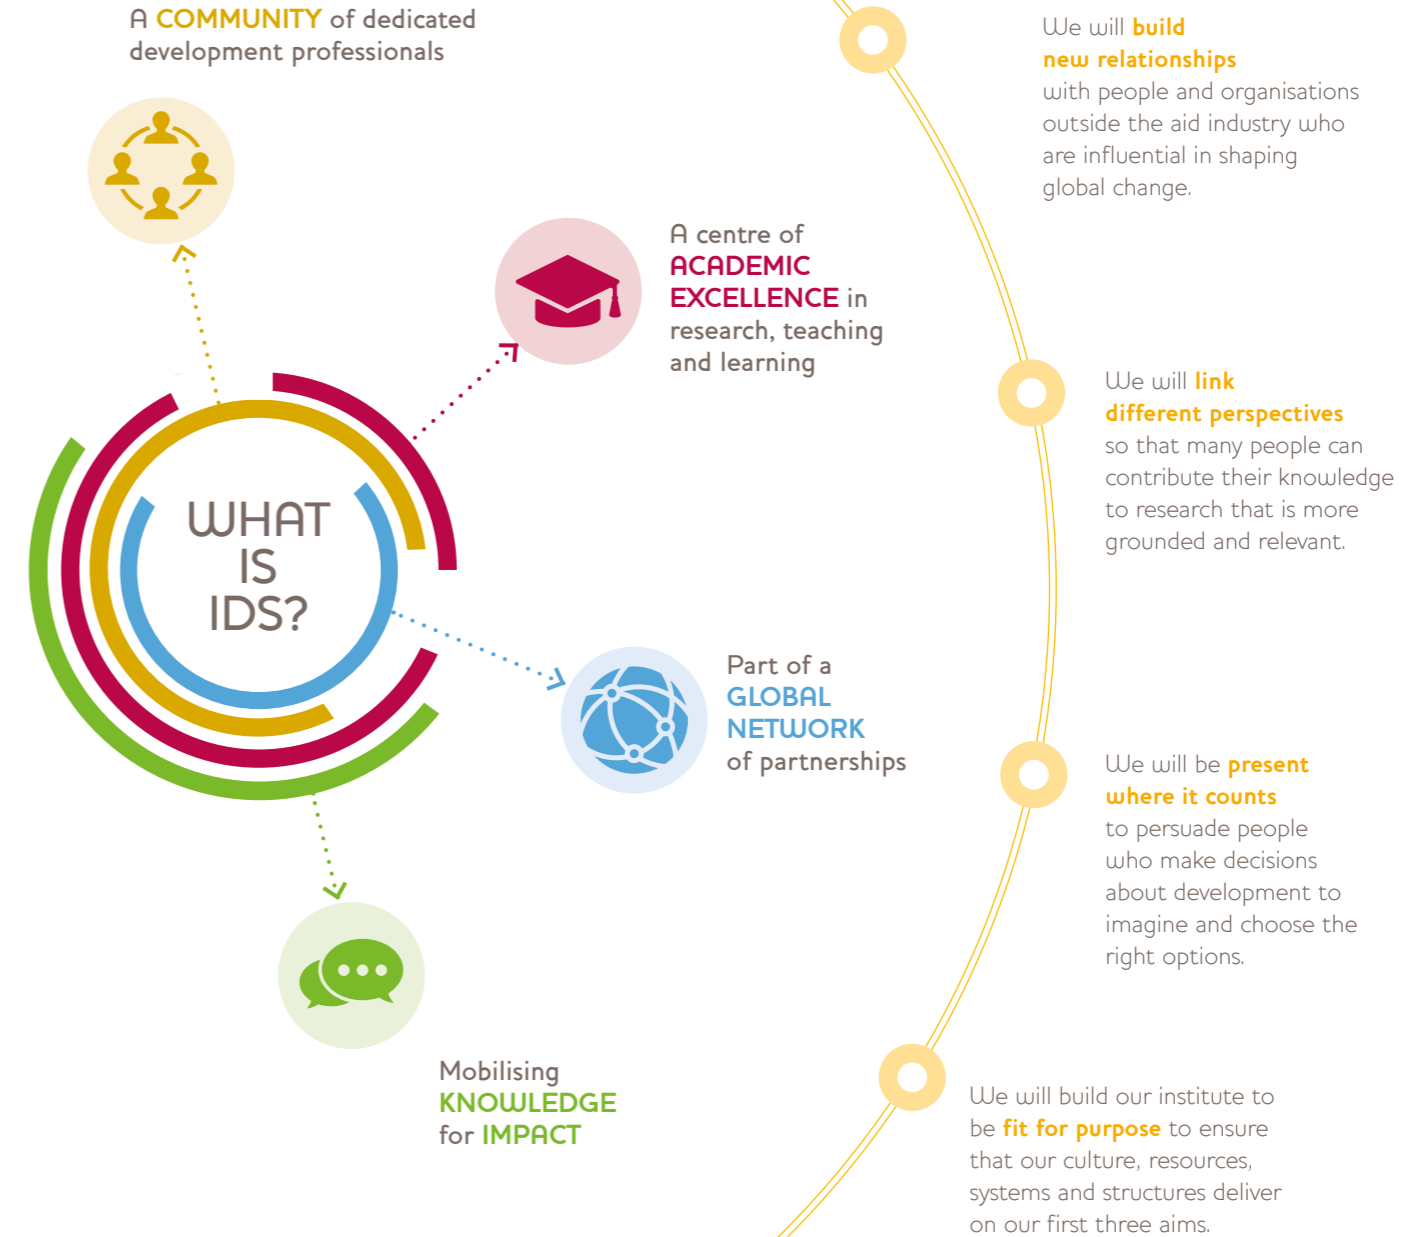 A COMMUNITY of dedicated
development professionals
A centre of
ACADEMIC
EXCELLENCE in
research, teaching
and learning
WHAT
IS
IDS?
Part of a
GLOBAL
NETWORK
of partnerships
Mobilising
KNOWLEDGE
for IMPACT
We will build
new relationships
with people and organisations
outside the aid industry who
are influential in shaping
global change.
We will link
different perspectives
so that many people can
contribute their knowledge
to research that is more
grounded and relevant.
We will be present
where it counts
to persuade people
who make decisions
about development to
imagine and choose the
right options.
We will build our institute to
be fit for purpose to ensure
that our culture, resources,
systems and structures deliver
on our first three aims.